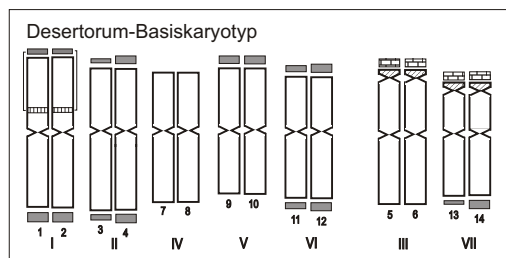 Desertorum-Basiskaryotyp
1 2 3 4 7 8 9 10 11 12 5 6 13 14
I II IV V VI III VII